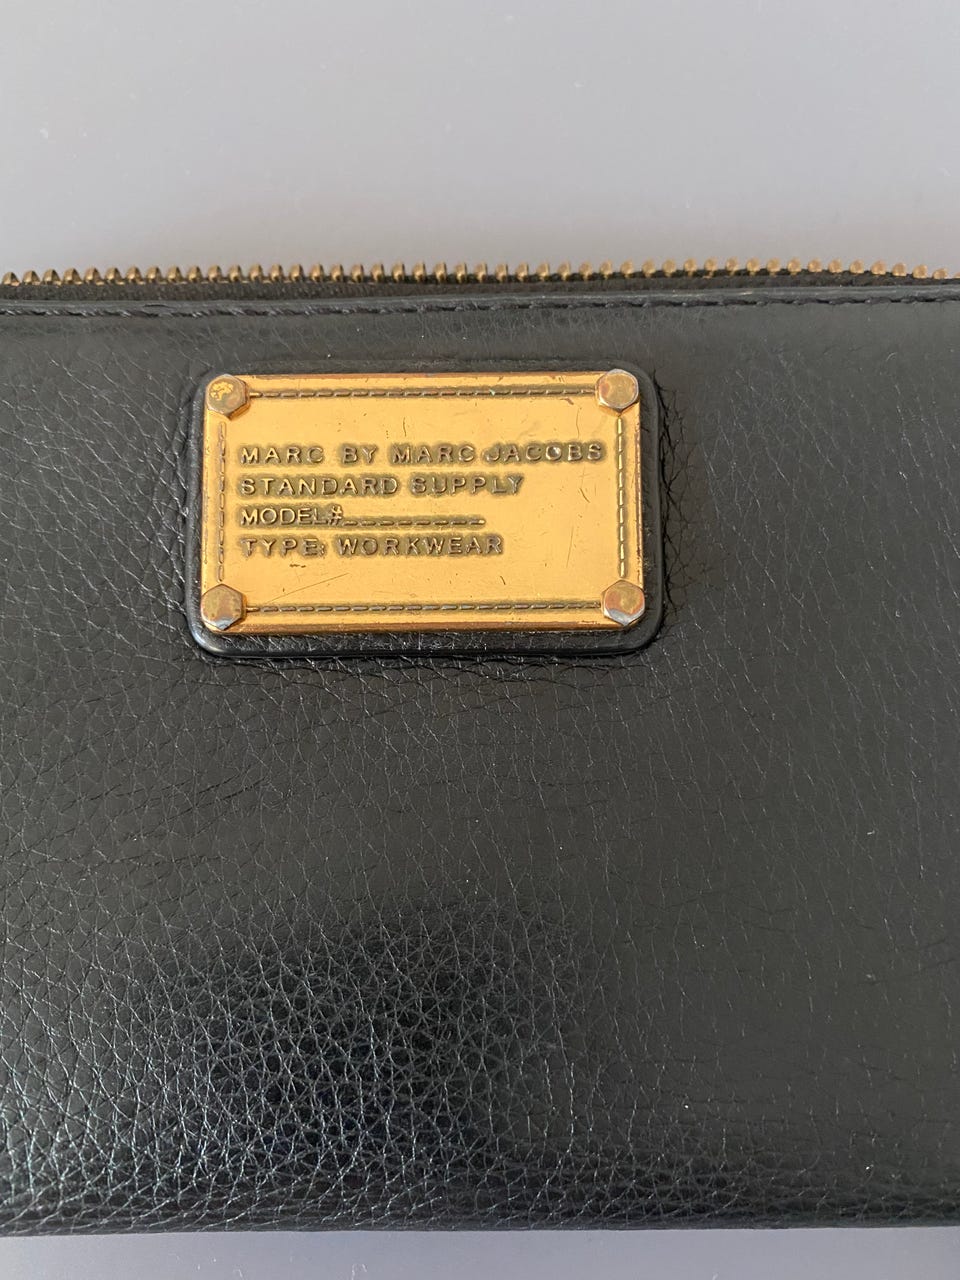 MARC BY MARC JACOBS
STANDARD SUPPLY
MODEL#_________
TYPE: WORKWEAR